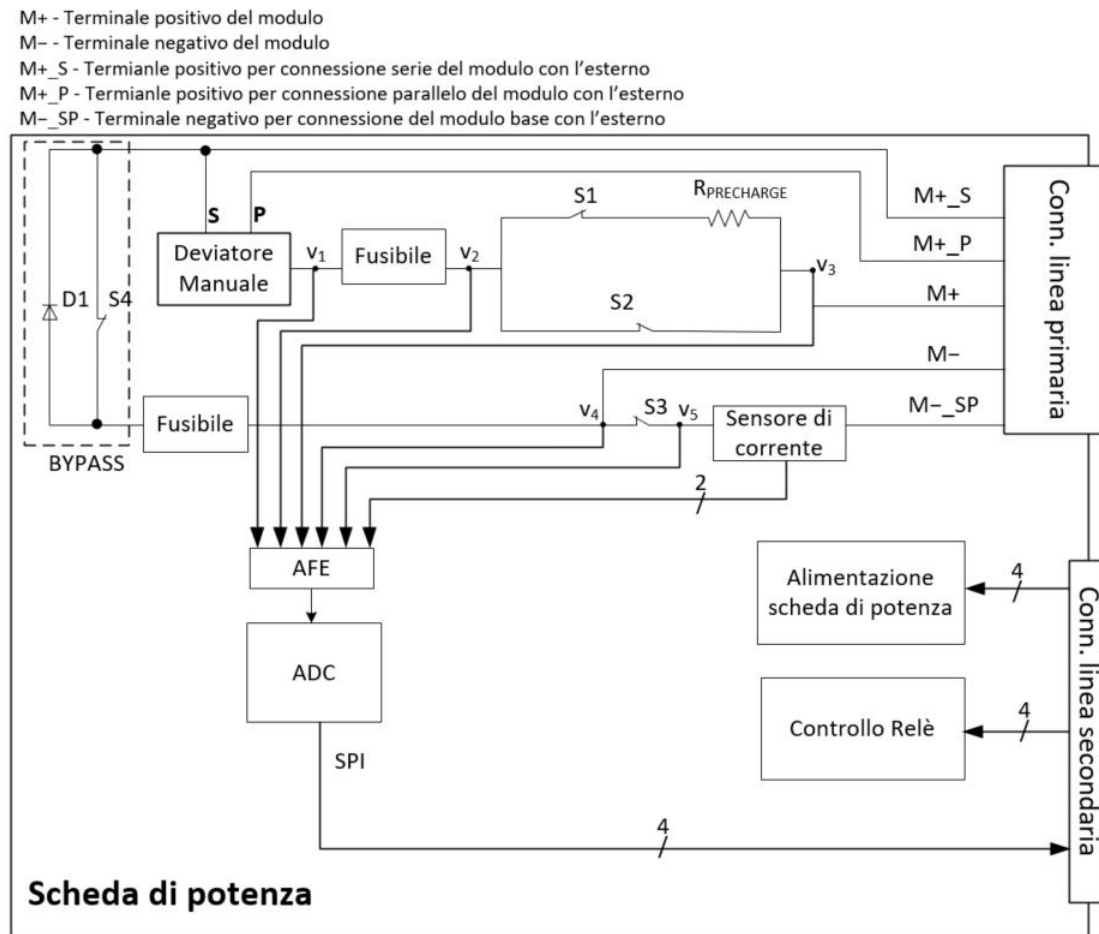 M+ - Terminale positivo del modulo
M− - Terminale negativo del modulo
M+_S - Termianle positivo per connessione serie del modulo con l'esterno
M+_P - Termianle positivo per connessione parallelo del modulo con l'esterno
M−_SP - Terminale negativo per connessione del modulo base con l'esterno
S1
RPRECHARGE
M+_S
S P
Deviatore
Manuale
v1
Fusibile
v2
M+_P
v3
D1
S4
S2
M+
M−
Conn. linea primaria
Fusibile
v4
S3
v5
Sensore di
corrente
M−_SP
BYPASS
2
AFE
Alimentazione
scheda di potenza
4
ADC
Controllo Relè
4
Conn. linea secondaria
SPI
4
Scheda di potenza